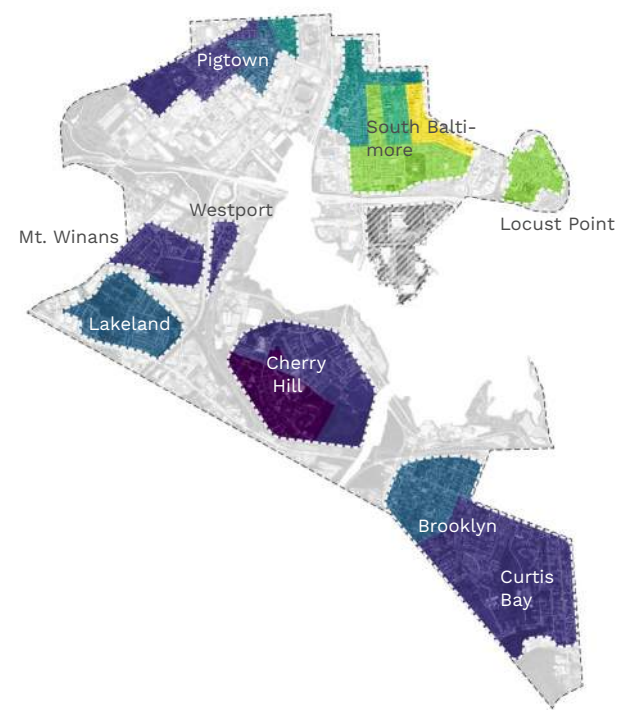 Pigtown
South Balti-
more
Westport
Locust Point
Mt. Winans
Lakeland
Cherry
Hill
Brooklyn
Curtis
Bay